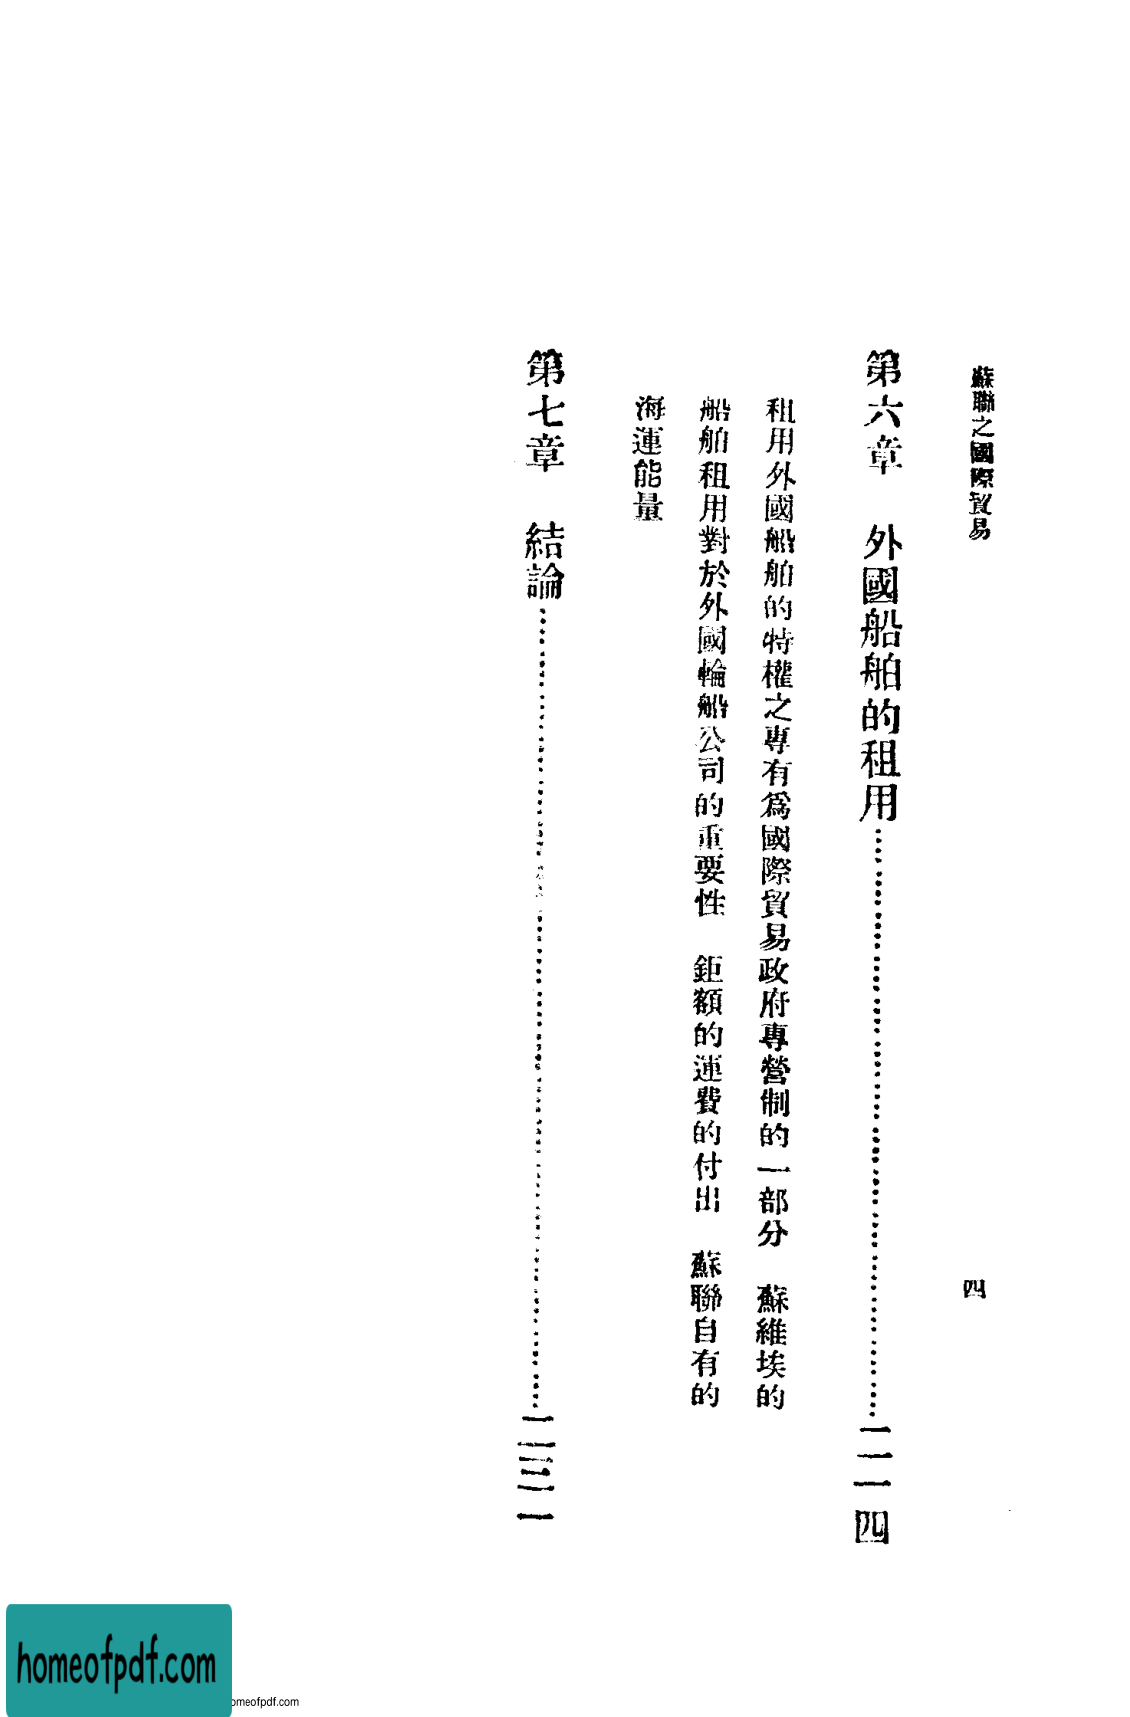 蘇聯之國際貿易
四
第六章　外國船舶的租用……二一四
租用外國船舶的特權之專有爲國際貿易政府專營制的一部分　蘇維埃的
船舶租用對於外國輪船公司的重要性　鉅額的運費的付出　蘇聯自有的
海運能量
第七章　結論……二三一
homeofpdf.com
omeofpdf.com